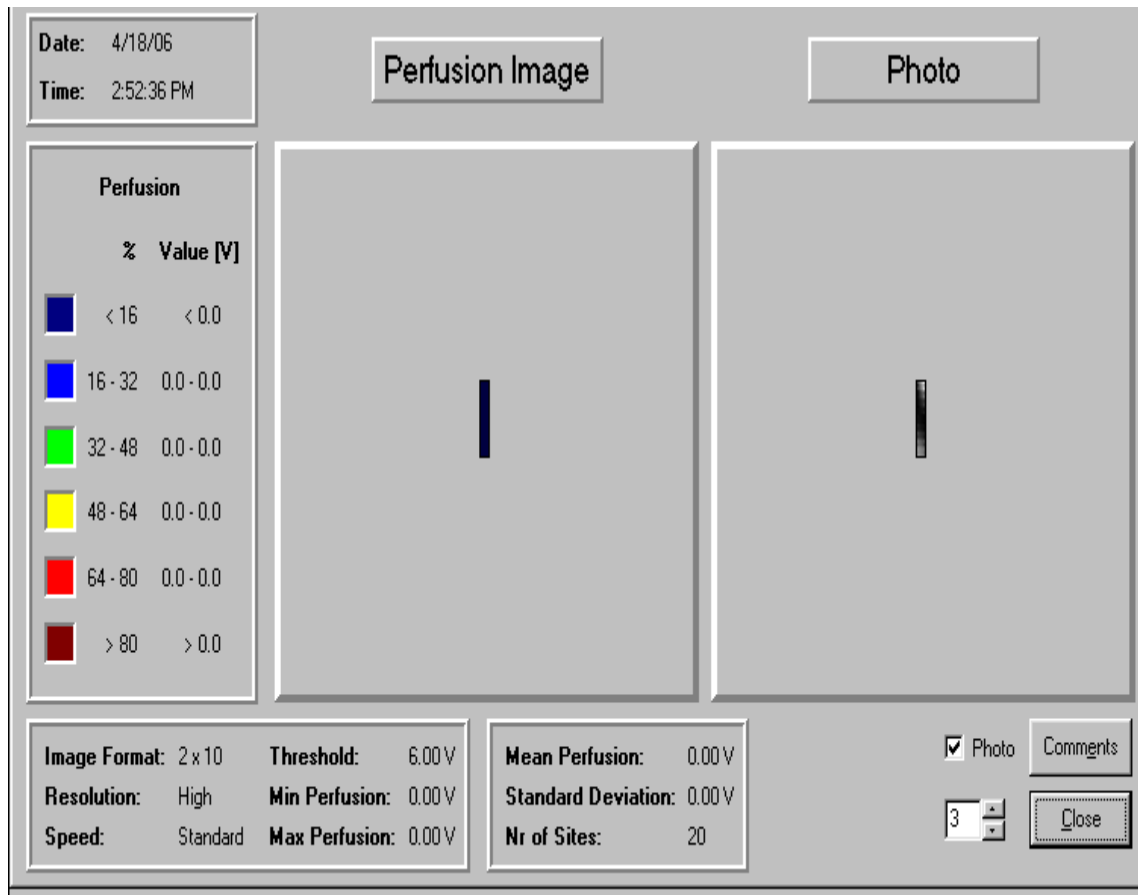 Date: 4/18/06
Time: 2:52:36 PM
Perfusion Image
Photo
Perfusion
% Value [V]
< 16 < 0.0
16 - 32 0.0 - 0.0
32 - 48 0.0 - 0.0
48 - 64 0.0 - 0.0
64 - 80 0.0 - 0.0
> 80 > 0.0
Image Format: 2 x 10 Threshold: 6.00 V
Resolution: High Min Perfusion: 0.00 V
Speed: Standard Max Perfusion: 0.00 V
Mean Perfusion: 0.00 V
Standard Deviation: 0.00 V
Nr of Sites: 20
Photo
Comments
3
Close